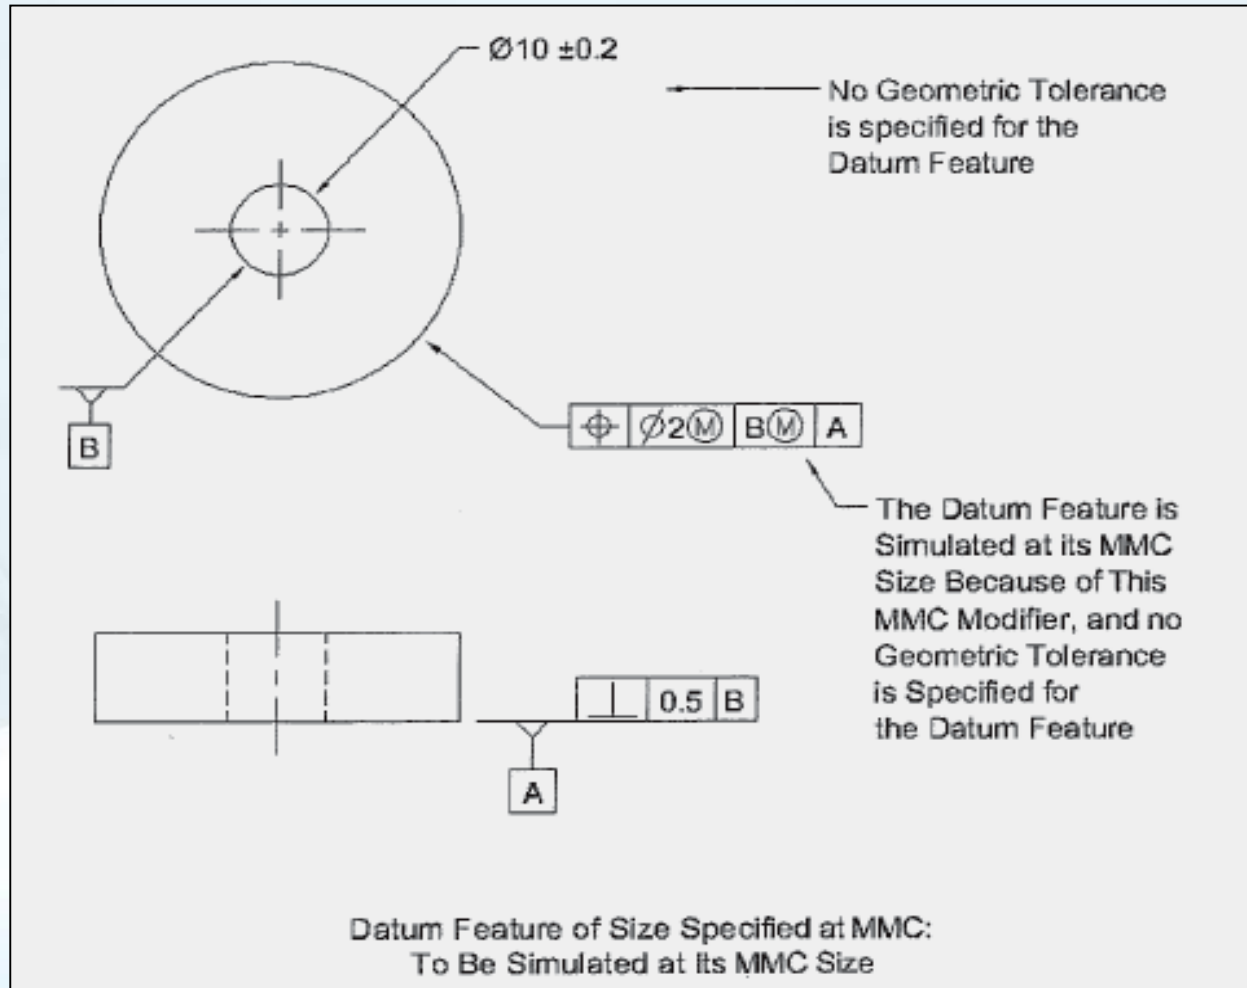 Ø10 ±0.2
No Geometric Tolerance
is specified for the
Datum Feature
B
⌖ Ø2Ⓜ BⓂ A
The Datum Feature is
Simulated at its MMC
Size Because of This
MMC Modifier, and no
Geometric Tolerance
is Specified for
the Datum Feature
⊥ 0.5 B
A
Datum Feature of Size Specified at MMC:
To Be Simulated at Its MMC Size